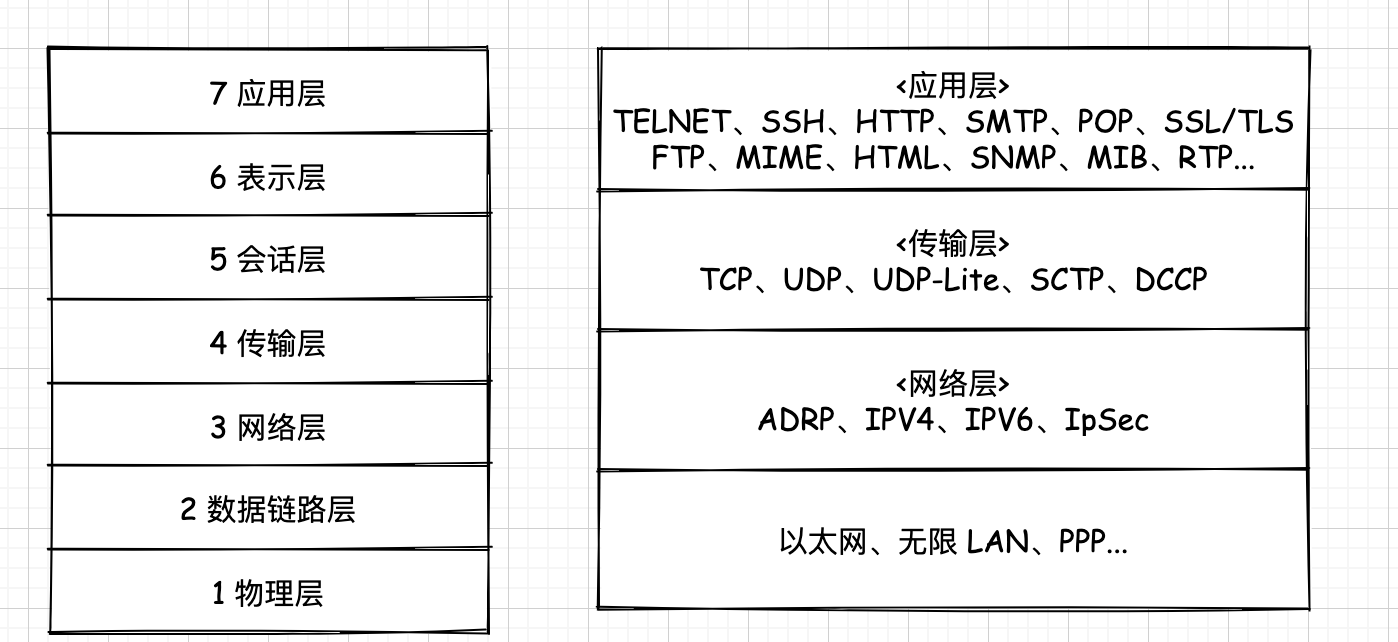 7 应用层
6 表示层
5 会话层
4 传输层
3 网络层
2 数据链路层
1 物理层
<应用层>
TELNET、SSH、HTTP、SMTP、POP、SSL/TLS
FTP、MIME、HTML、SNMP、MIB、RTP...
<传输层>
TCP、UDP、UDP-Lite、SCTP、DCCP
<网络层>
ADRP、IPV4、IPV6、IpSec
以太网、无限 LAN、PPP...